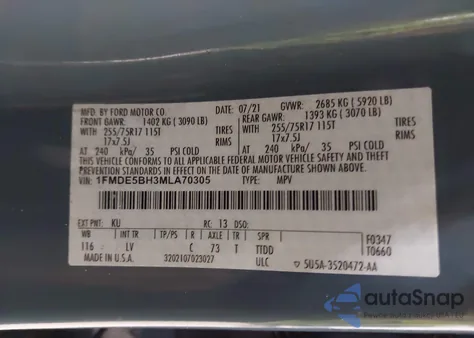 MFD. BY FORD MOTOR CO.
07/21 GVWR: 2685 KG ( 5920 LB)
FRONT GAWR: 1402 KG ( 3090 LB) REAR GAWR: 1393 KG ( 3070 LB)
WITH 255/75R17 115T TIRES WITH 255/75R17 115T TIRES
17x7.5J RIMS 17x7.5J RIMS
AT 240 kPa/ 35 PSI COLD AT 240 kPa/ 35 PSI COLD
THIS VEHICLE CONFORMS TO ALL APPLICABLE FEDERAL MOTOR VEHICLE SAFETY AND THEFT
PREVENTION STANDARDS IN EFFECT ON THE DATE OF MANUFACTURE SHOWN ABOVE.
VIN: 1FMDE5BH3MLA70305 TYPE: MPV
EXT PNT: KU RC: 13 DSO: F0347
WB INT TR TP/PS R AXLE TR SPR T0660
116 LV C 73 T TTDD
MADE IN U.S.A. 3202107023027 ULC 5U5A-3520472-AA
autoSnap